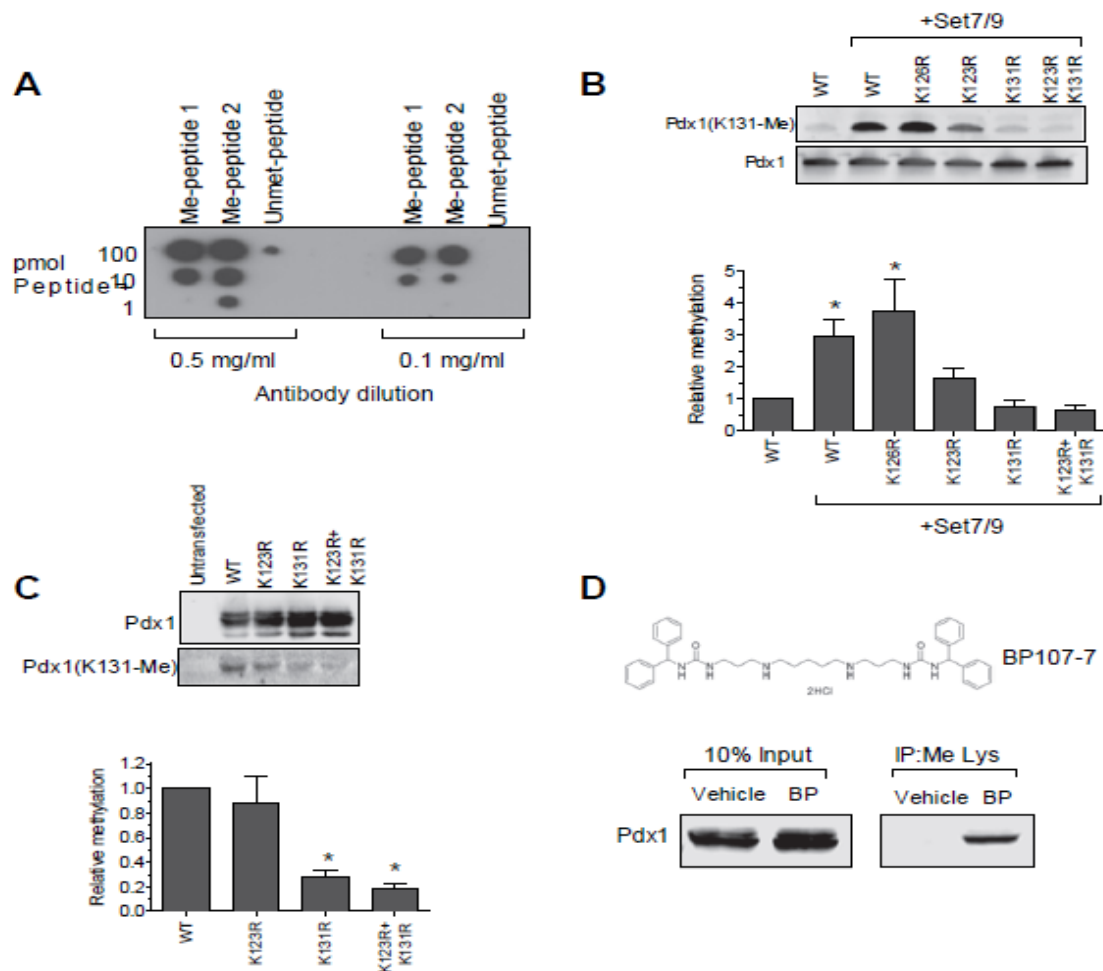 A
Me-peptide 1
Me-peptide 2
Unmet-peptide
Me-peptide 1
Me-peptide 2
Unmet-peptide
pmol
Peptide
100
10
1
0.5 mg/ml
0.1 mg/ml
Antibody dilution
B
+Set7/9
WT
WT
K126R
K123R
K131R
K123R
K131R
Pdx1(K131-Me)
Pdx1
Relative methylation
5
4
3
2
1
0
*
*
WT
WT
K126R
K123R
K131R
K123R+
K131R
+Set7/9
C
Untransfected
WT
K123R
K131R
K123R+
K131R
Pdx1
Pdx1(K131-Me)
Relative methylation
1.2
1.0
0.8
0.6
0.4
0.2
0.0
*
*
WT
K123R
K131R
K123R+
K131R
D
O
N
H
N
H
N
H
N
H
N
H
O
N
H
2HCl
BP107-7
10% Input
IP:Me Lys
Vehicle BP
Vehicle BP
Pdx1